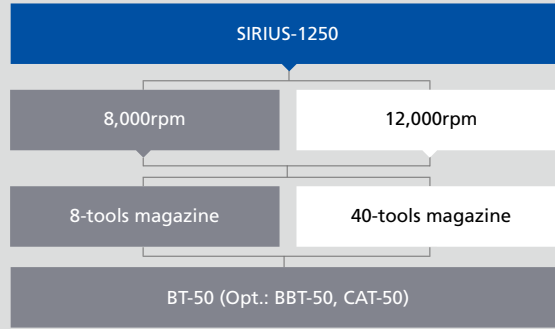 SIRIUS-1250
8,000rpm
12,000rpm
8-tools magazine
40-tools magazine
BT-50 (Opt.: BBT-50, CAT-50)